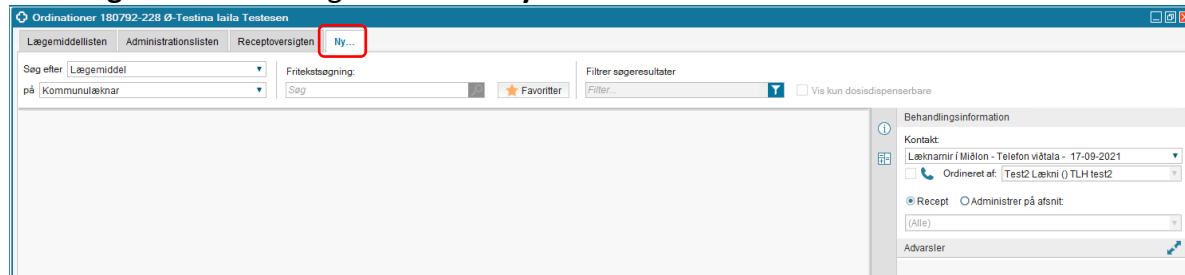 Ordinationer 180792-228 Ø-Testina laila Testesen
Lægemiddellisten Administrationslisten Receptoversigten Ny...
Søg efter Lægemiddel
på Kommunulæknar
Fritekstsøgning:
Søg
Favoritter
Filtrer søgeresultater
Filter...
Vis kun dosisdispenserbare
Behandlingsinformation
Kontakt:
Læknarnir í Miðlon - Telefon viðtala - 17-09-2021
Ordineret af: Test2 Lækni () TLH test2
Recept Administrer på afsnit:
(Alle)
Advarsler